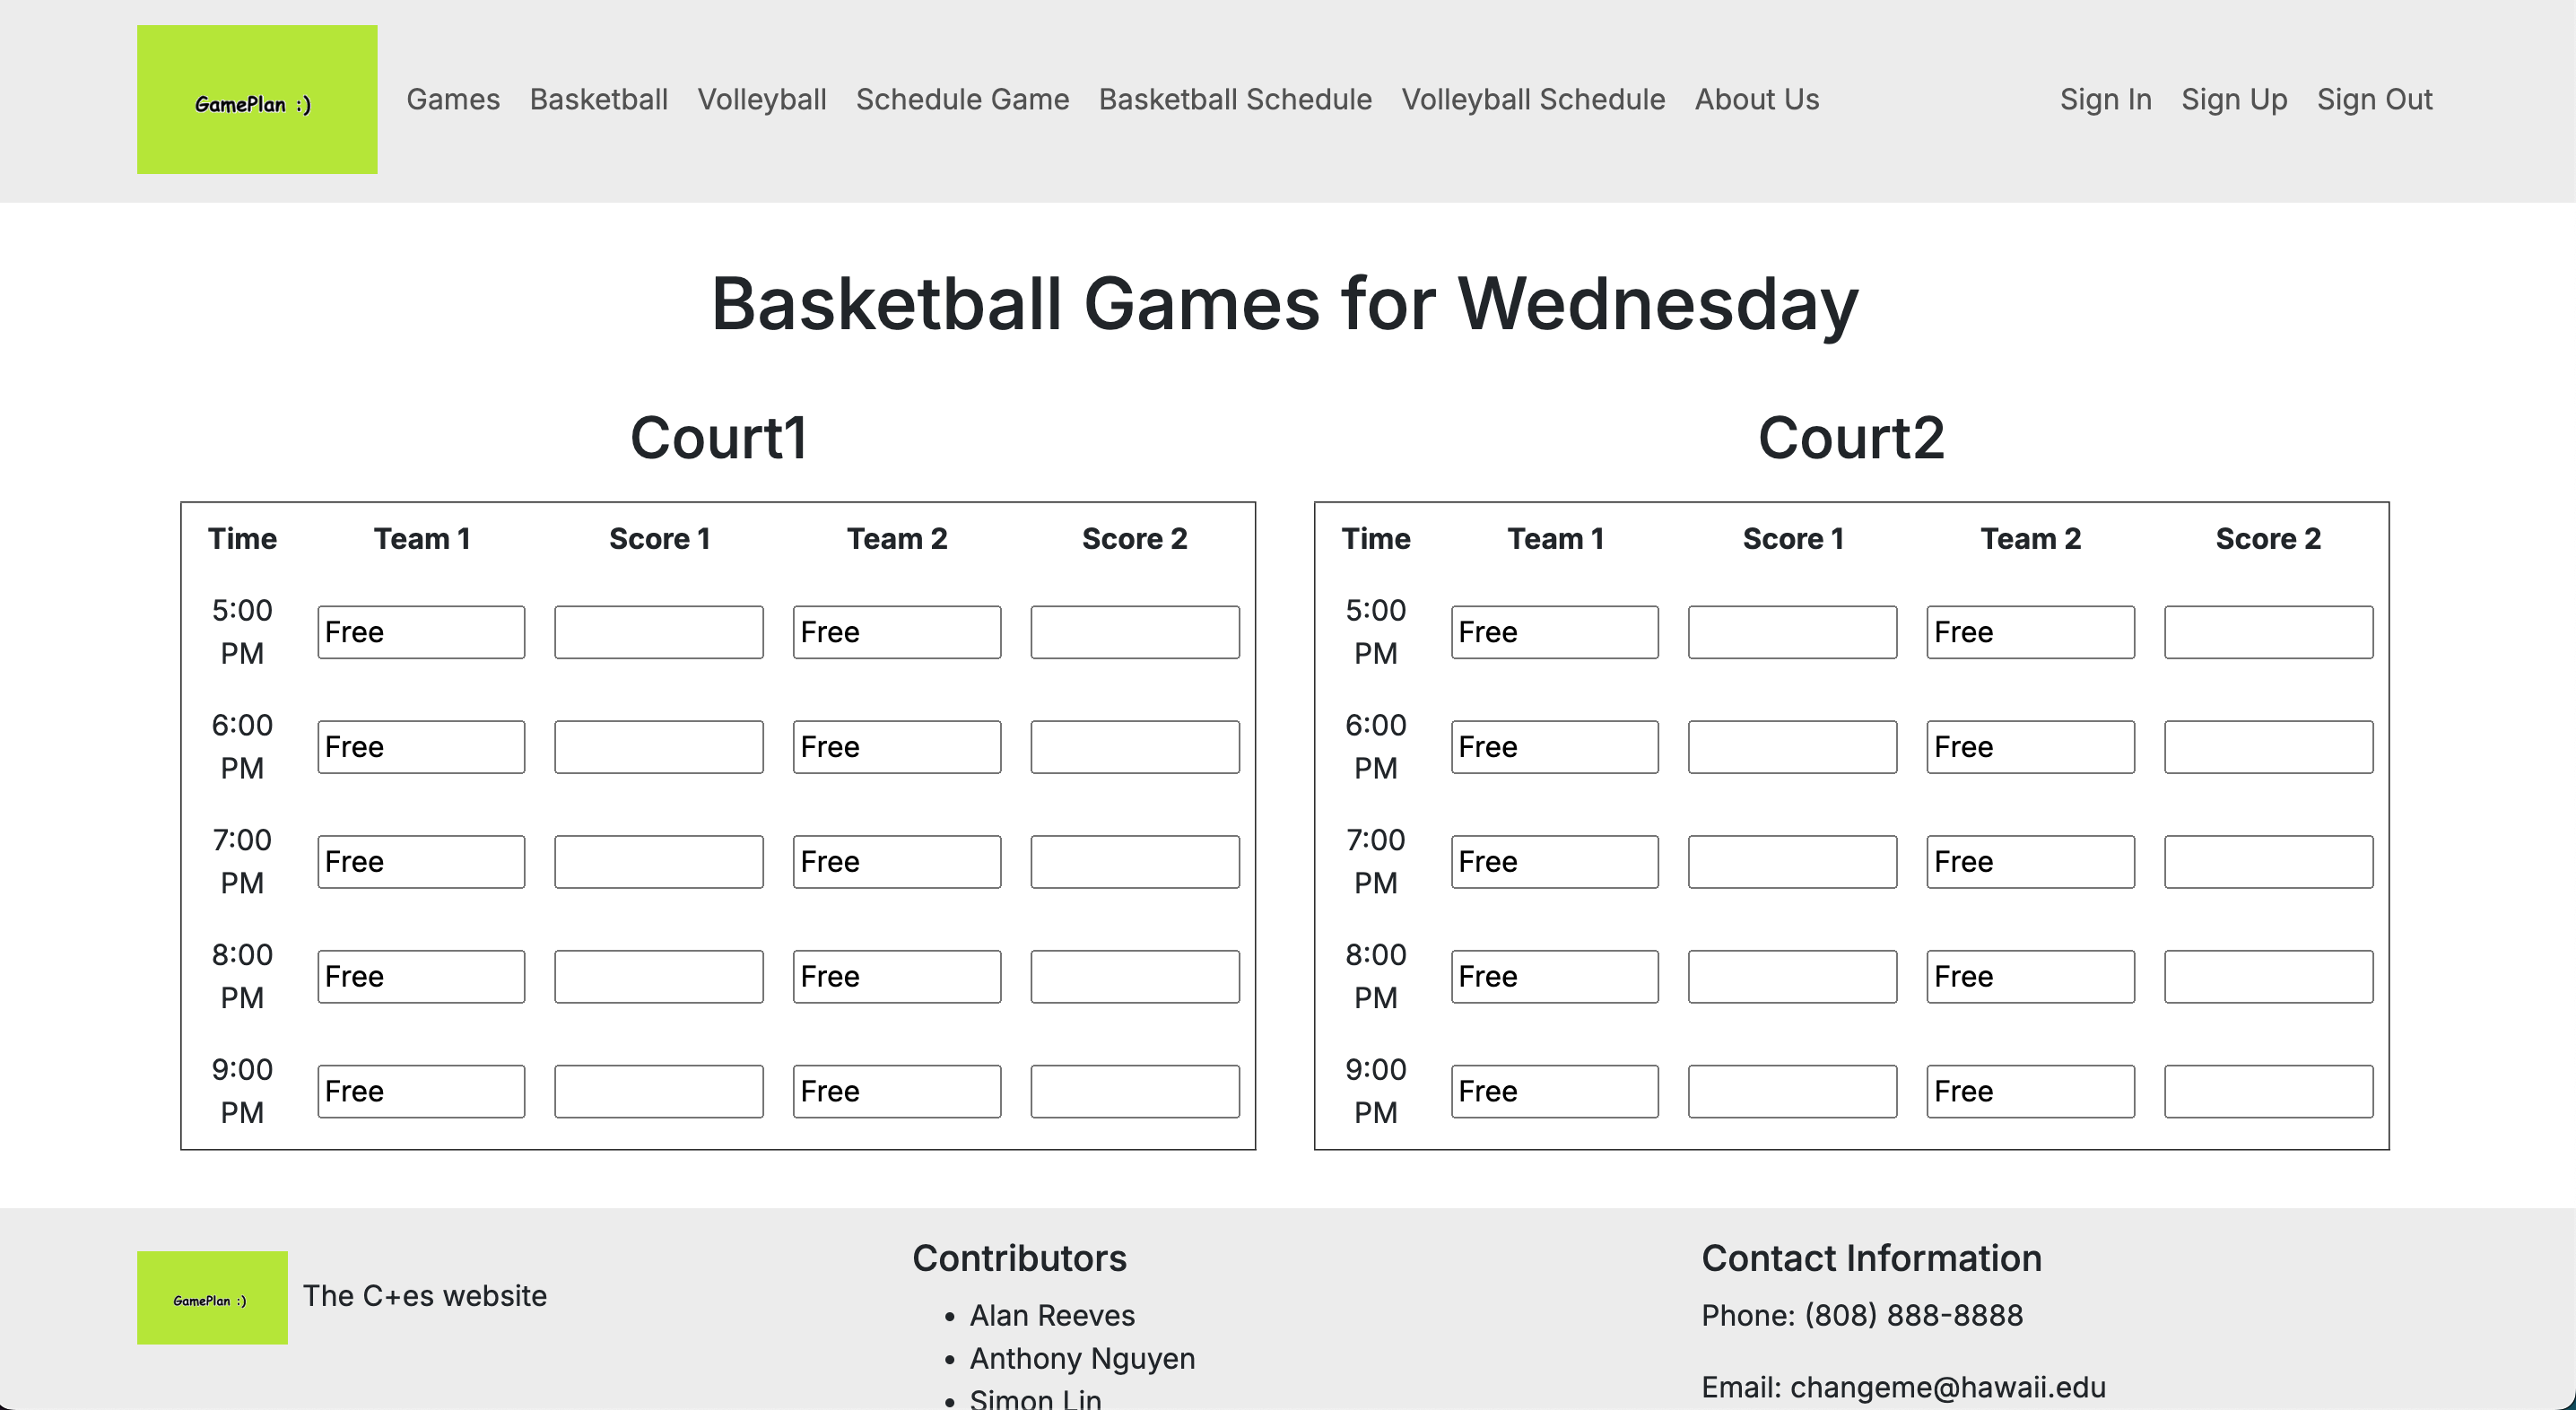 GamePlan :)
Games Basketball Volleyball Schedule Game Basketball Schedule Volleyball Schedule About Us Sign In Sign Up Sign Out
Basketball Games for Wednesday
Court1
Time Team 1 Score 1 Team 2 Score 2
5:00 PM Free Free
6:00 PM Free Free
7:00 PM Free Free
8:00 PM Free Free
9:00 PM Free Free
Court2
Time Team 1 Score 1 Team 2 Score 2
5:00 PM Free Free
6:00 PM Free Free
7:00 PM Free Free
8:00 PM Free Free
9:00 PM Free Free
GamePlan :)
The C+es website
Contributors
Alan Reeves
Anthony Nguyen
Simon Lin
Contact Information
Phone: (808) 888-8888
Email: changeme@hawaii.edu